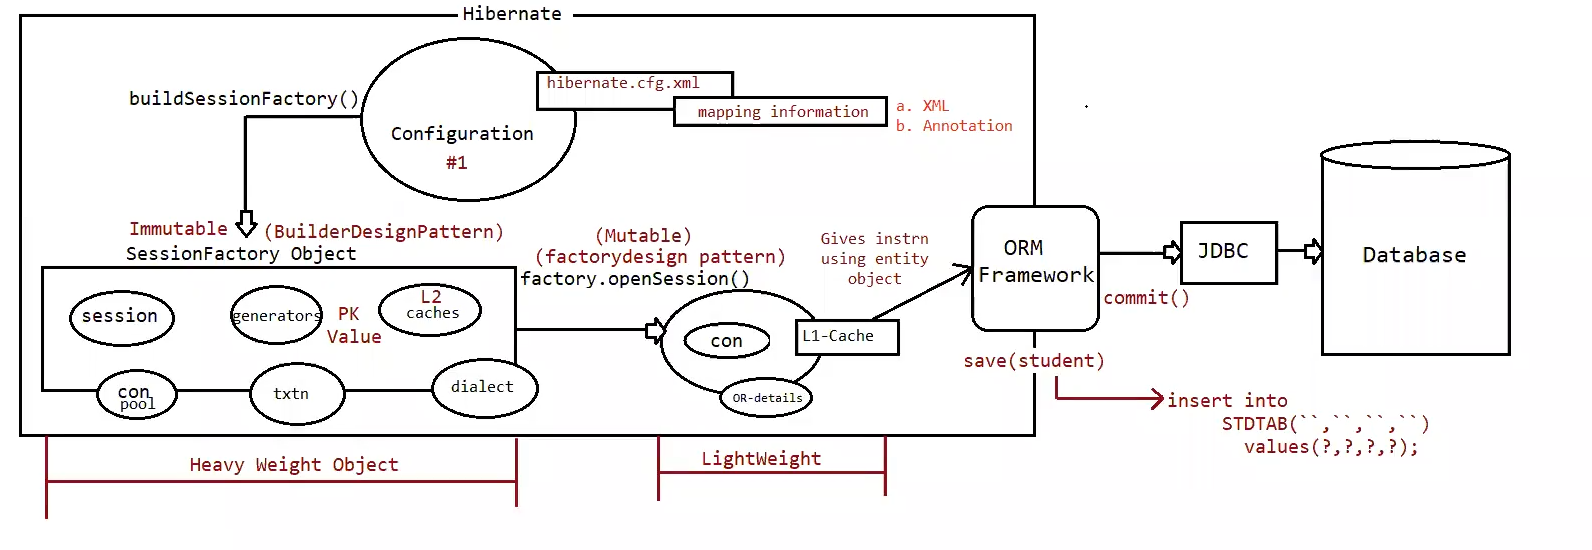 Hibernate
buildSessionFactory()
hibernate.cfg.xml
mapping information
a. XML
b. Annotation
Configuration
#1
Immutable
(BuilderDesignPattern)
SessionFactory Object
session
generators
PK
Value
L2
caches
con
pool
txtn
dialect
(Mutable)
(factorydesign pattern)
factory.openSession()
con
L1-Cache
OR-details
Gives instrn
using entity
object
ORM
Framework
commit()
JDBC
Database
save(student)
insert into
STDTAB(``,``,``,``)
values(?,?,?,?);
Heavy Weight Object
LightWeight